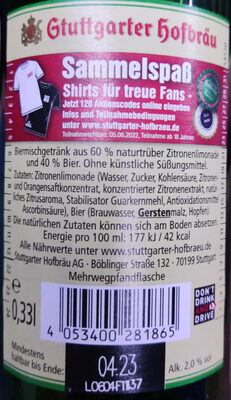 Stuttgarter Hofbräu
Sammelspaß
Shirts für treue Fans -
Jetzt 120 Aktionscodes online eingeben
Infos und Teilnahmebedingungen
www.stuttgarter-hofbraeu.de
Teilnahmeschluss: 05.06.2022. Teilnahme ab 18 Jahren
Biermischgetränk aus 60 % naturtrüber Zitronenlimonade
und 40 % Bier. Ohne künstliche Süßungsmittel.
Zutaten: Zitronenlimonade (Wasser, Zucker, Kohlensäure, Zitronen-
und Orangensaftkonzentrat, konzentrierter Zitronenextrakt, natürli-
ches Zitrusaroma, Stabilisator Guarkernmehl, Antioxidationsmittel
Ascorbinsäure), Bier (Brauwasser, Gerstenmalz, Hopfen)
Die natürlichen Zutaten können sich am Boden absetzen.
Energie pro 100 ml: 177 kJ / 42 kcal
Alle Nährwerte unter www.stuttgarter-hofbraeu.de
Stuttgarter Hofbräu AG · Böblinger Straße 132 · 70199 Stuttgart
Mehrwegpfandflasche
0,33l
DON'T
DRINK
AND
DRIVE
4 053400 281865
Mindestens
haltbar bis Ende:
04.23
Alk. 2,0 % vol.